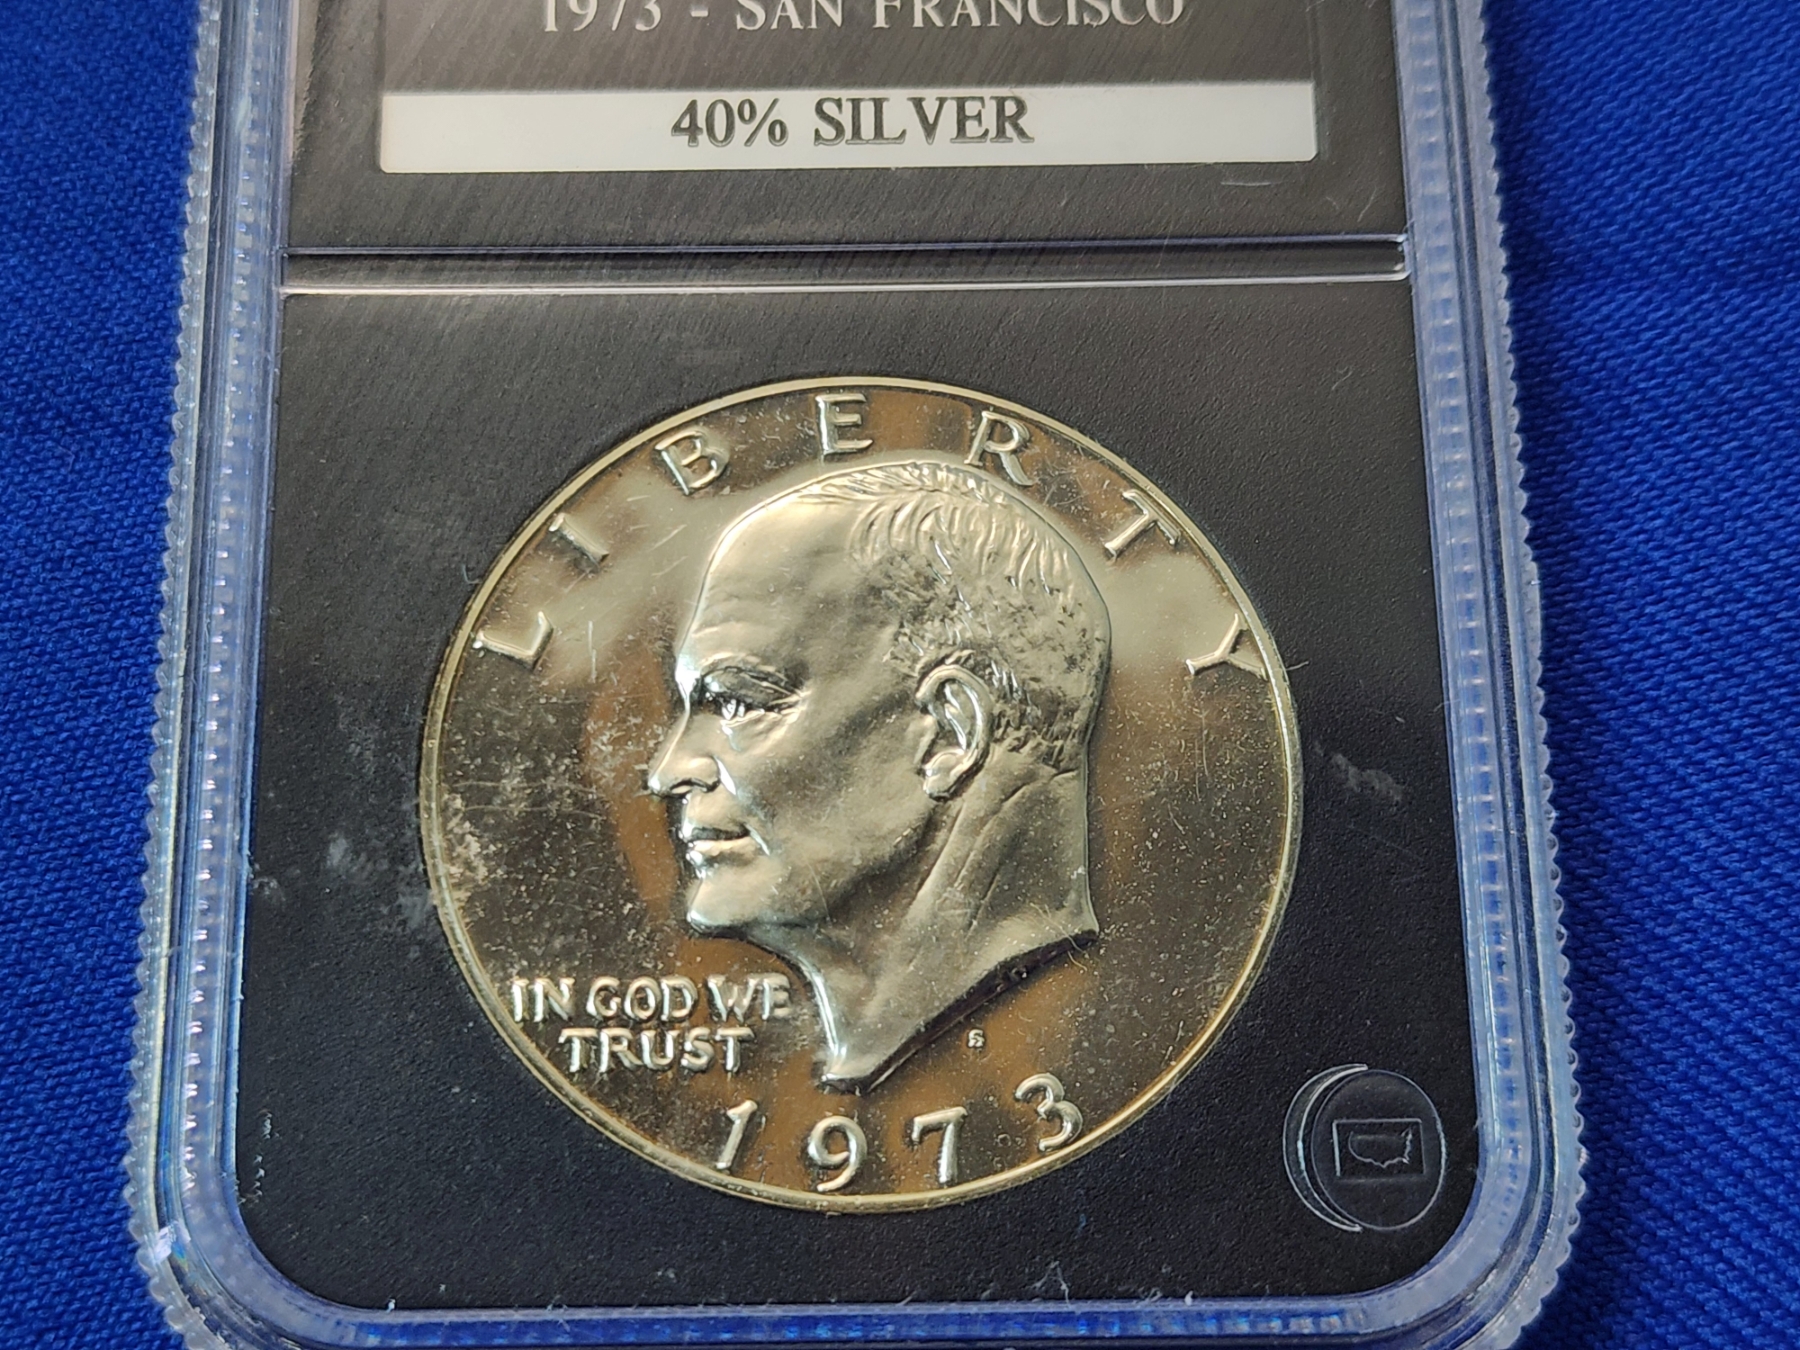 1973 - SAN FRANCISCO
40% SILVER
LIBERTY
IN GOD WE
TRUST
S
1973